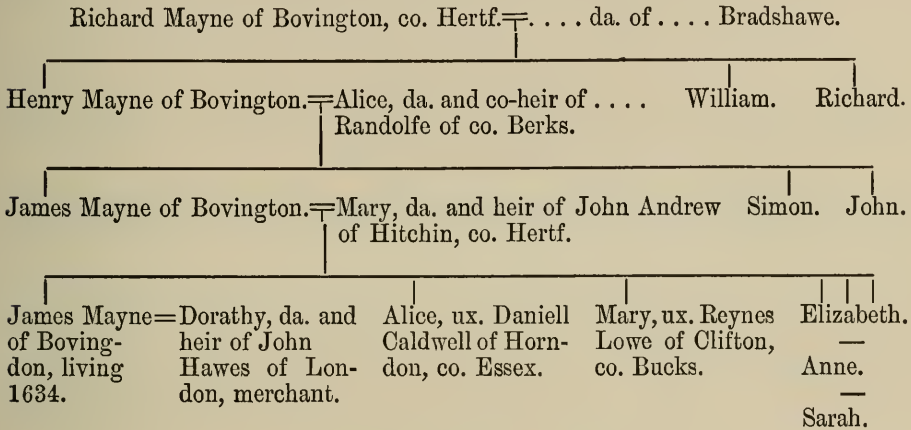 Richard Mayne of Bovington, co. Hertf.=. . . . da. of . . . . Bradshawe.
Henry Mayne of Bovington.=Alice, da. and co-heir of . . . .
Randolfe of co. Berks.
William.
Richard.
James Mayne of Bovington.=Mary, da. and heir of John Andrew
of Hitchin, co. Hertf.
Simon.
John.
James Mayne=
of Boving-
don, living
1634.
Dorathy, da. and
heir of John
Hawes of Lon-
don, merchant.
Alice, ux. Daniell
Caldwell of Horn-
don, co. Essex.
Mary, ux. Reynes
Lowe of Clifton,
co. Bucks.
Elizabeth.
—
Anne.
—
Sarah.